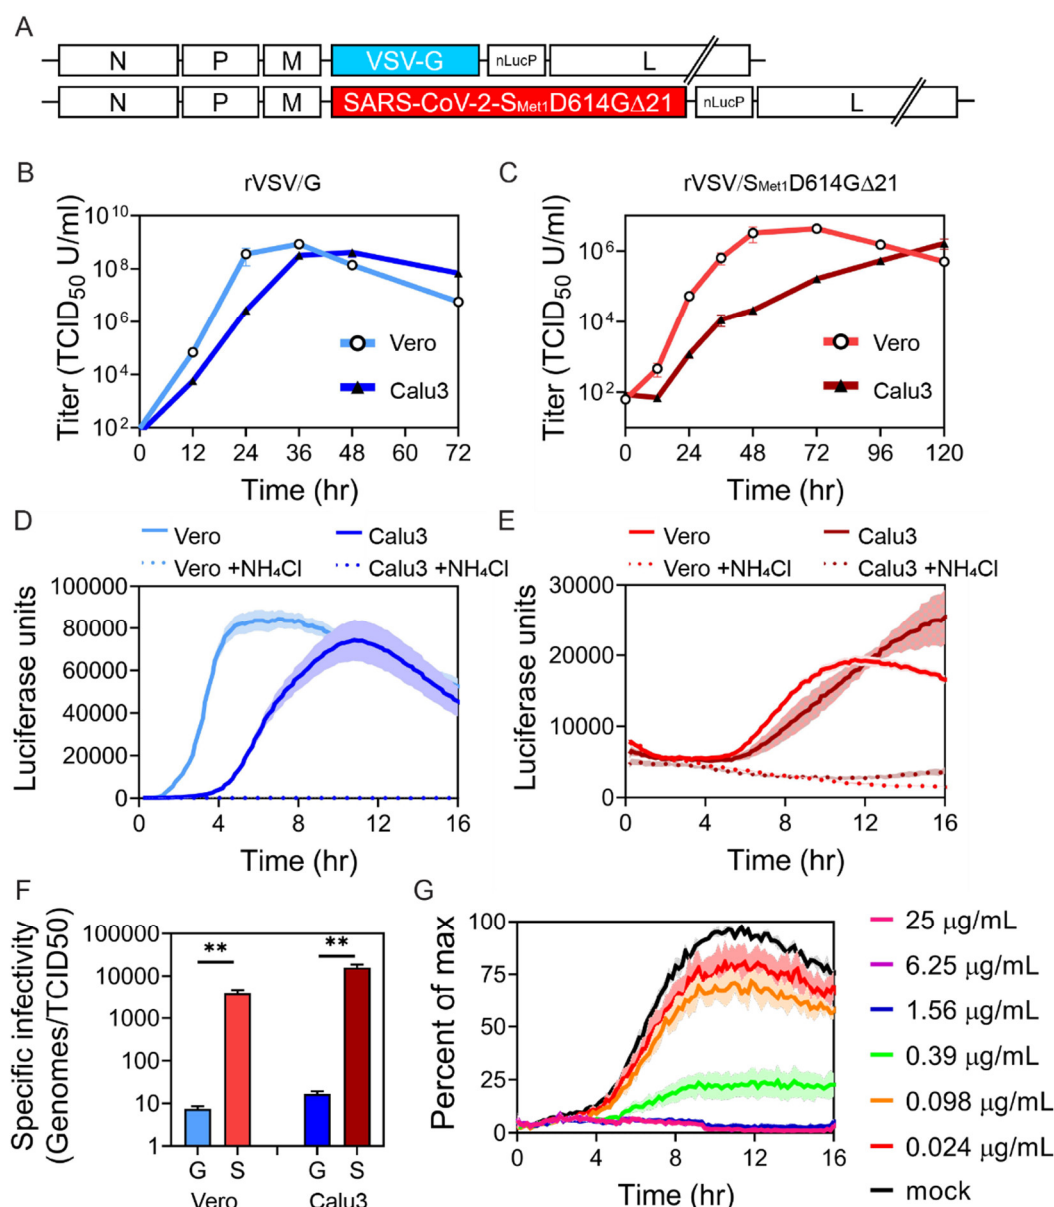 A
N P M VSV-G nLucP L
N P M SARS-CoV-2-SMet1D614GΔ21 nLucP L
B rVSV/G
Titer (TCID50 U/ml)
10^10
10^8
10^6
10^4
10^2
Vero
Calu3
0 12 24 36 48 60 72
Time (hr)
C rVSV/SMet1D614GΔ21
Titer (TCID50 U/ml)
10^6
10^4
10^2
Vero
Calu3
0 24 48 72 96 120
Time (hr)
D
Vero Calu3
Vero +NH₄Cl Calu3 +NH₄Cl
Luciferase units
100000
80000
60000
40000
20000
0
0 4 8 12 16
Time (hr)
E
Vero Calu3
Vero +NH₄Cl Calu3 +NH₄Cl
Luciferase units
30000
20000
10000
0
0 4 8 12 16
Time (hr)
F
Specific infectivity
(Genomes/TCID50)
100000
10000
1000
100
10
1
** **
G S G S
Vero Calu3
G
Percent of max
100
75
50
25
0
0 4 8 12 16
Time (hr)
25 μg/mL
6.25 μg/mL
1.56 μg/mL
0.39 μg/mL
0.098 μg/mL
0.024 μg/mL
mock